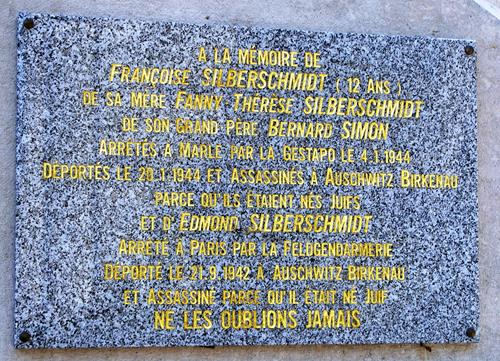 A LA MÉMOIRE DE
FRANÇOISE SILBERSCHMIDT ( 12 ANS )
DE SA MÈRE FANNY-THÉRÈSE SILBERSCHMIDT
DE SON GRAND PÈRE BERNARD SIMON
ARRÊTÉS À MARLE PAR LA GESTAPO LE 4.1.1944
DÉPORTÉS LE 20.1.1944 ET ASSASSINÉS À AUSCHWITZ BIRKENAU
PARCE QU'ILS ÉTAIENT NÉS JUIFS
ET D'EDMOND SILBERSCHMIDT
ARRÊTÉ À PARIS PAR LA FELDGENDARMERIE
DÉPORTÉ LE 21.9.1942 À AUSCHWITZ BIRKENAU
ET ASSASSINÉ PARCE QU'IL ÉTAIT NÉ JUIF
NE LES OUBLIONS JAMAIS